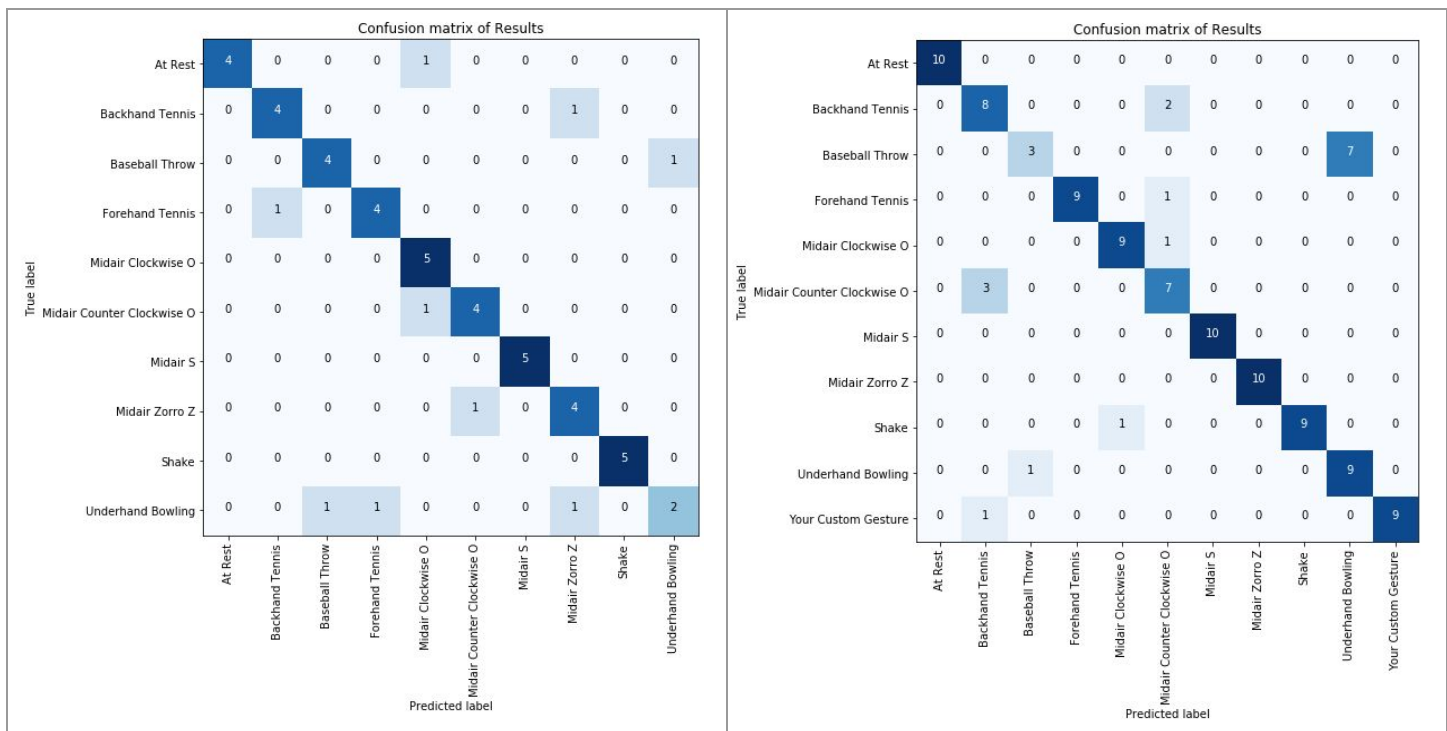 Confusion matrix of Results
At Rest 4 0 0 0 1 0 0 0 0 0
Backhand Tennis 0 4 0 0 0 0 0 1 0 0
Baseball Throw 0 0 4 0 0 0 0 0 0 1
Forehand Tennis 0 1 0 4 0 0 0 0 0 0
Midair Clockwise O 0 0 0 0 5 0 0 0 0 0
Midair Counter Clockwise O 0 0 0 0 1 4 0 0 0 0
Midair S 0 0 0 0 0 0 5 0 0 0
Midair Zorro Z 0 0 0 0 0 1 0 4 0 0
Shake 0 0 0 0 0 0 0 0 5 0
Underhand Bowling 0 0 1 1 0 0 0 1 0 2
True label
At Rest
Backhand Tennis
Baseball Throw
Forehand Tennis
Midair Clockwise O
Midair Counter Clockwise O
Midair S
Midair Zorro Z
Shake
Underhand Bowling
Predicted label
Confusion matrix of Results
At Rest 10 0 0 0 0 0 0 0 0 0 0
Backhand Tennis 0 8 0 0 0 2 0 0 0 0 0
Baseball Throw 0 0 3 0 0 0 0 0 0 7 0
Forehand Tennis 0 0 0 9 0 1 0 0 0 0 0
Midair Clockwise O 0 0 0 0 9 1 0 0 0 0 0
Midair Counter Clockwise O 0 3 0 0 0 7 0 0 0 0 0
Midair S 0 0 0 0 0 0 10 0 0 0 0
Midair Zorro Z 0 0 0 0 0 0 0 10 0 0 0
Shake 0 0 0 0 1 0 0 0 9 0 0
Underhand Bowling 0 0 1 0 0 0 0 0 0 9 0
Your Custom Gesture 0 1 0 0 0 0 0 0 0 0 9
True label
At Rest
Backhand Tennis
Baseball Throw
Forehand Tennis
Midair Clockwise O
Midair Counter Clockwise O
Midair S
Midair Zorro Z
Shake
Underhand Bowling
Your Custom Gesture
Predicted label